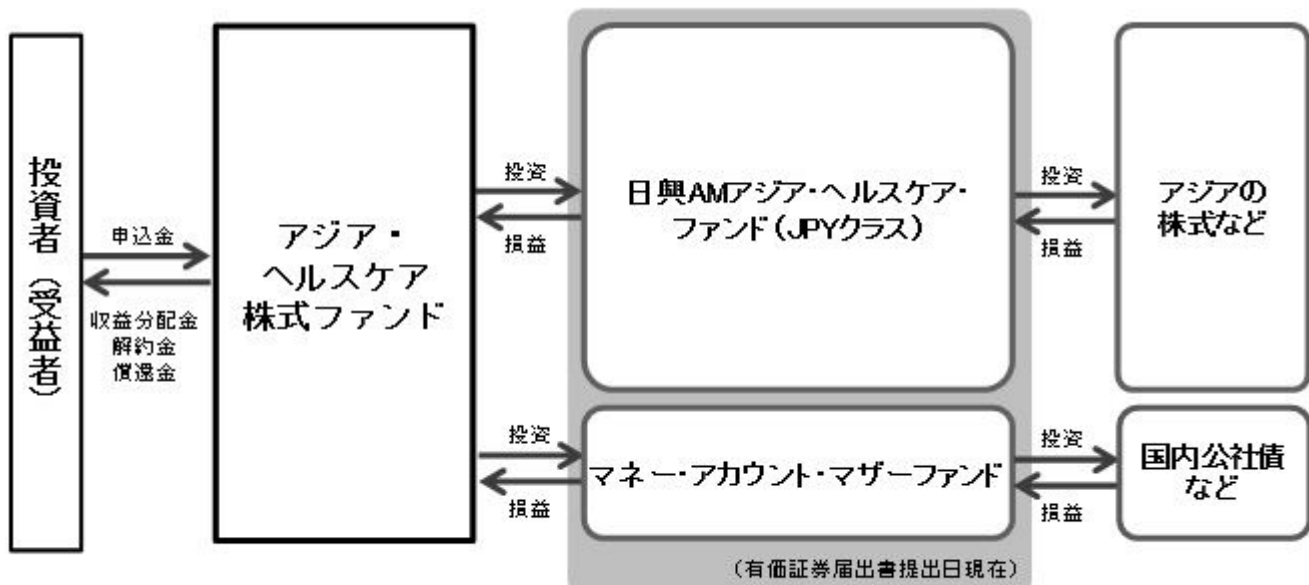 投資者（受益者）
申込金
収益分配金
解約金
償還金
アジア・
ヘルスケア
株式ファンド
投資
損益
日興AMアジア・ヘルスケア・
ファンド（JPYクラス）
投資
損益
アジアの
株式など
投資
損益
マネー・アカウント・マザーファンド
投資
損益
国内公社債
など
（有価証券届出書提出日現在）